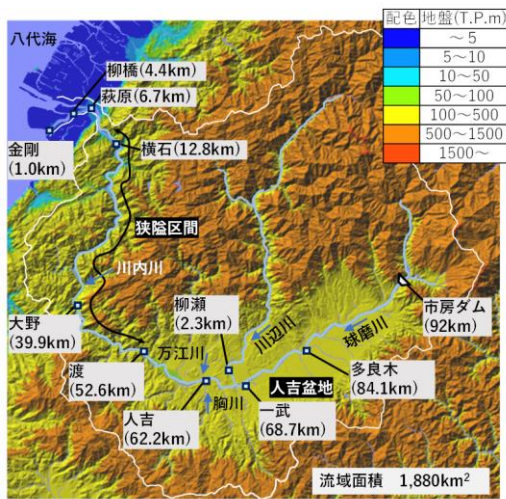 配色 地盤(T.P.m)
～5
5～10
10～50
50～100
100～500
500～1500
1500～
八代海
柳橋(4.4km)
萩原(6.7km)
金剛
(1.0km)
横石(12.8km)
狭隘区間
川内川
大野
(39.9km)
柳瀬
(2.3km)
川辺川
市房ダム
(92km)
球磨川
渡
(52.6km)
万江川
多良木
(84.1km)
人吉盆地
人吉
(62.2km)
胸川
一武
(68.7km)
流域面積 1,880km²